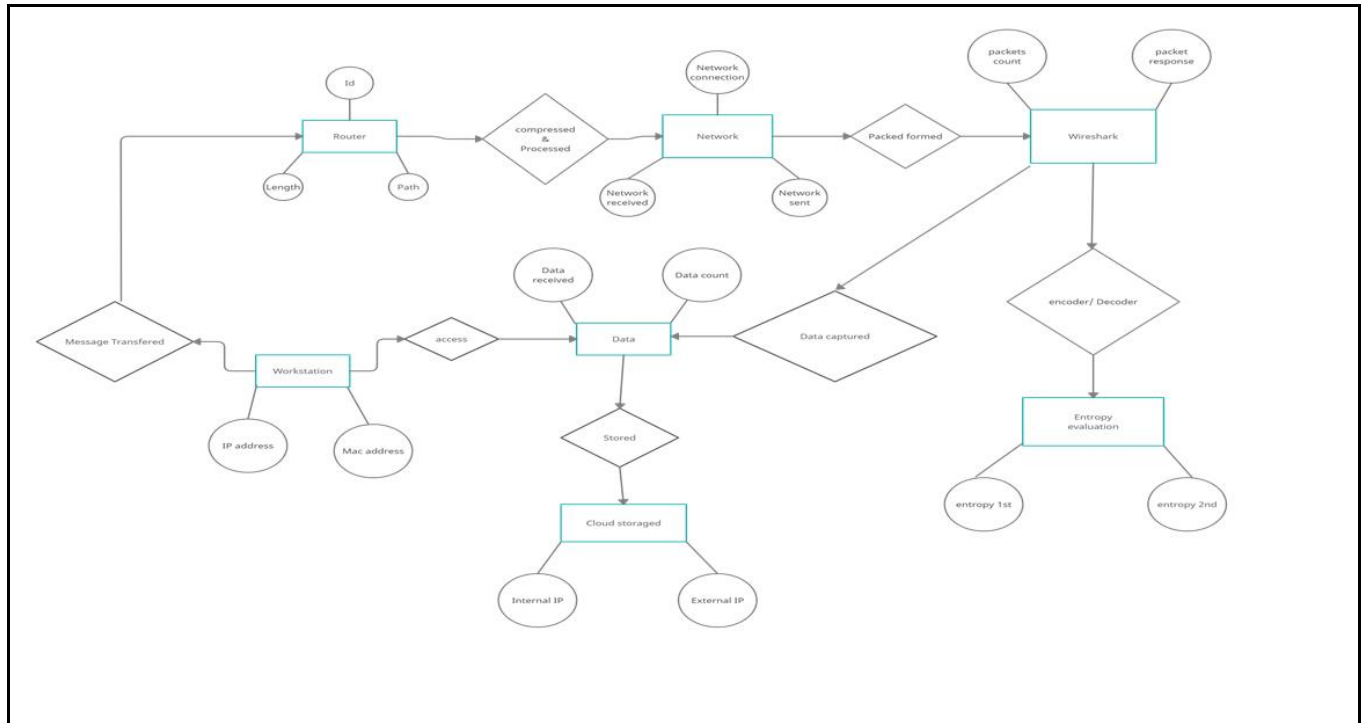 packets
count
packet
response
Network
connection
Id
Router
compressed
&
Processed
Network
Packed formed
Wireshark
Length
Path
Network
received
Network
sent
Data
received
Data count
encoder/ Decoder
Message Transfered
access
Data
Data captured
Workstation
IP address
Mac address
Stored
Entropy
evaluation
entropy 1st
entropy 2nd
Cloud storaged
Internal IP
External IP